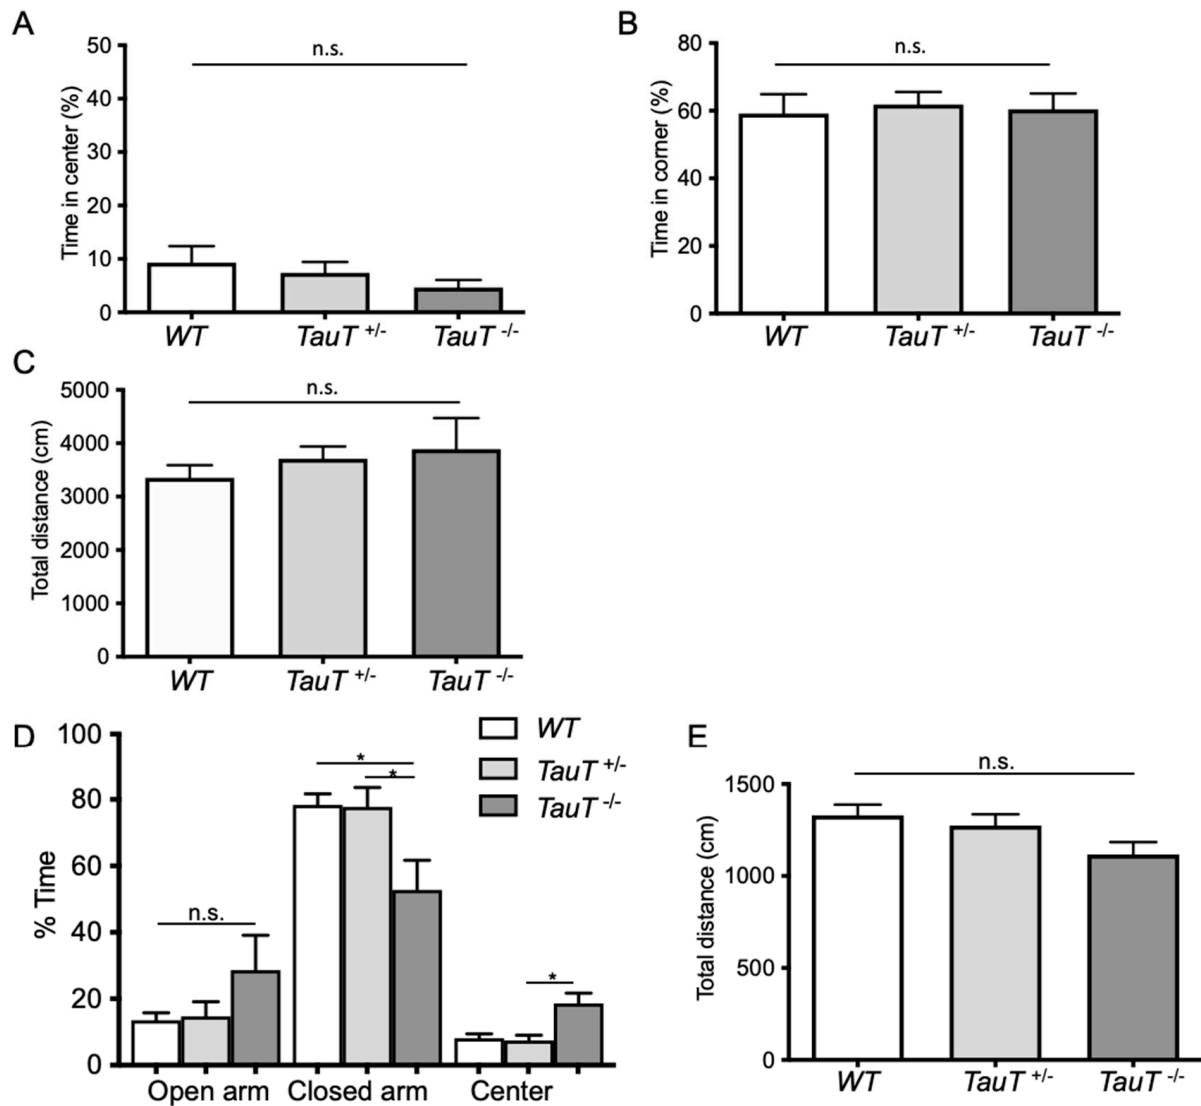 A
50
40
30
20
10
0
Time in center (%)
n.s.
WT
TauT +/-
TauT -/-
B
80
60
40
20
0
Time in corner (%)
n.s.
WT
TauT +/-
TauT -/-
C
5000
4000
3000
2000
1000
0
Total distance (cm)
n.s.
WT
TauT +/-
TauT -/-
D
100
80
60
40
20
0
% Time
n.s.
*
*
*
Open arm
Closed arm
Center
WT
TauT +/-
TauT -/-
E
1500
1000
500
0
Total distance (cm)
n.s.
WT
TauT +/-
TauT -/-